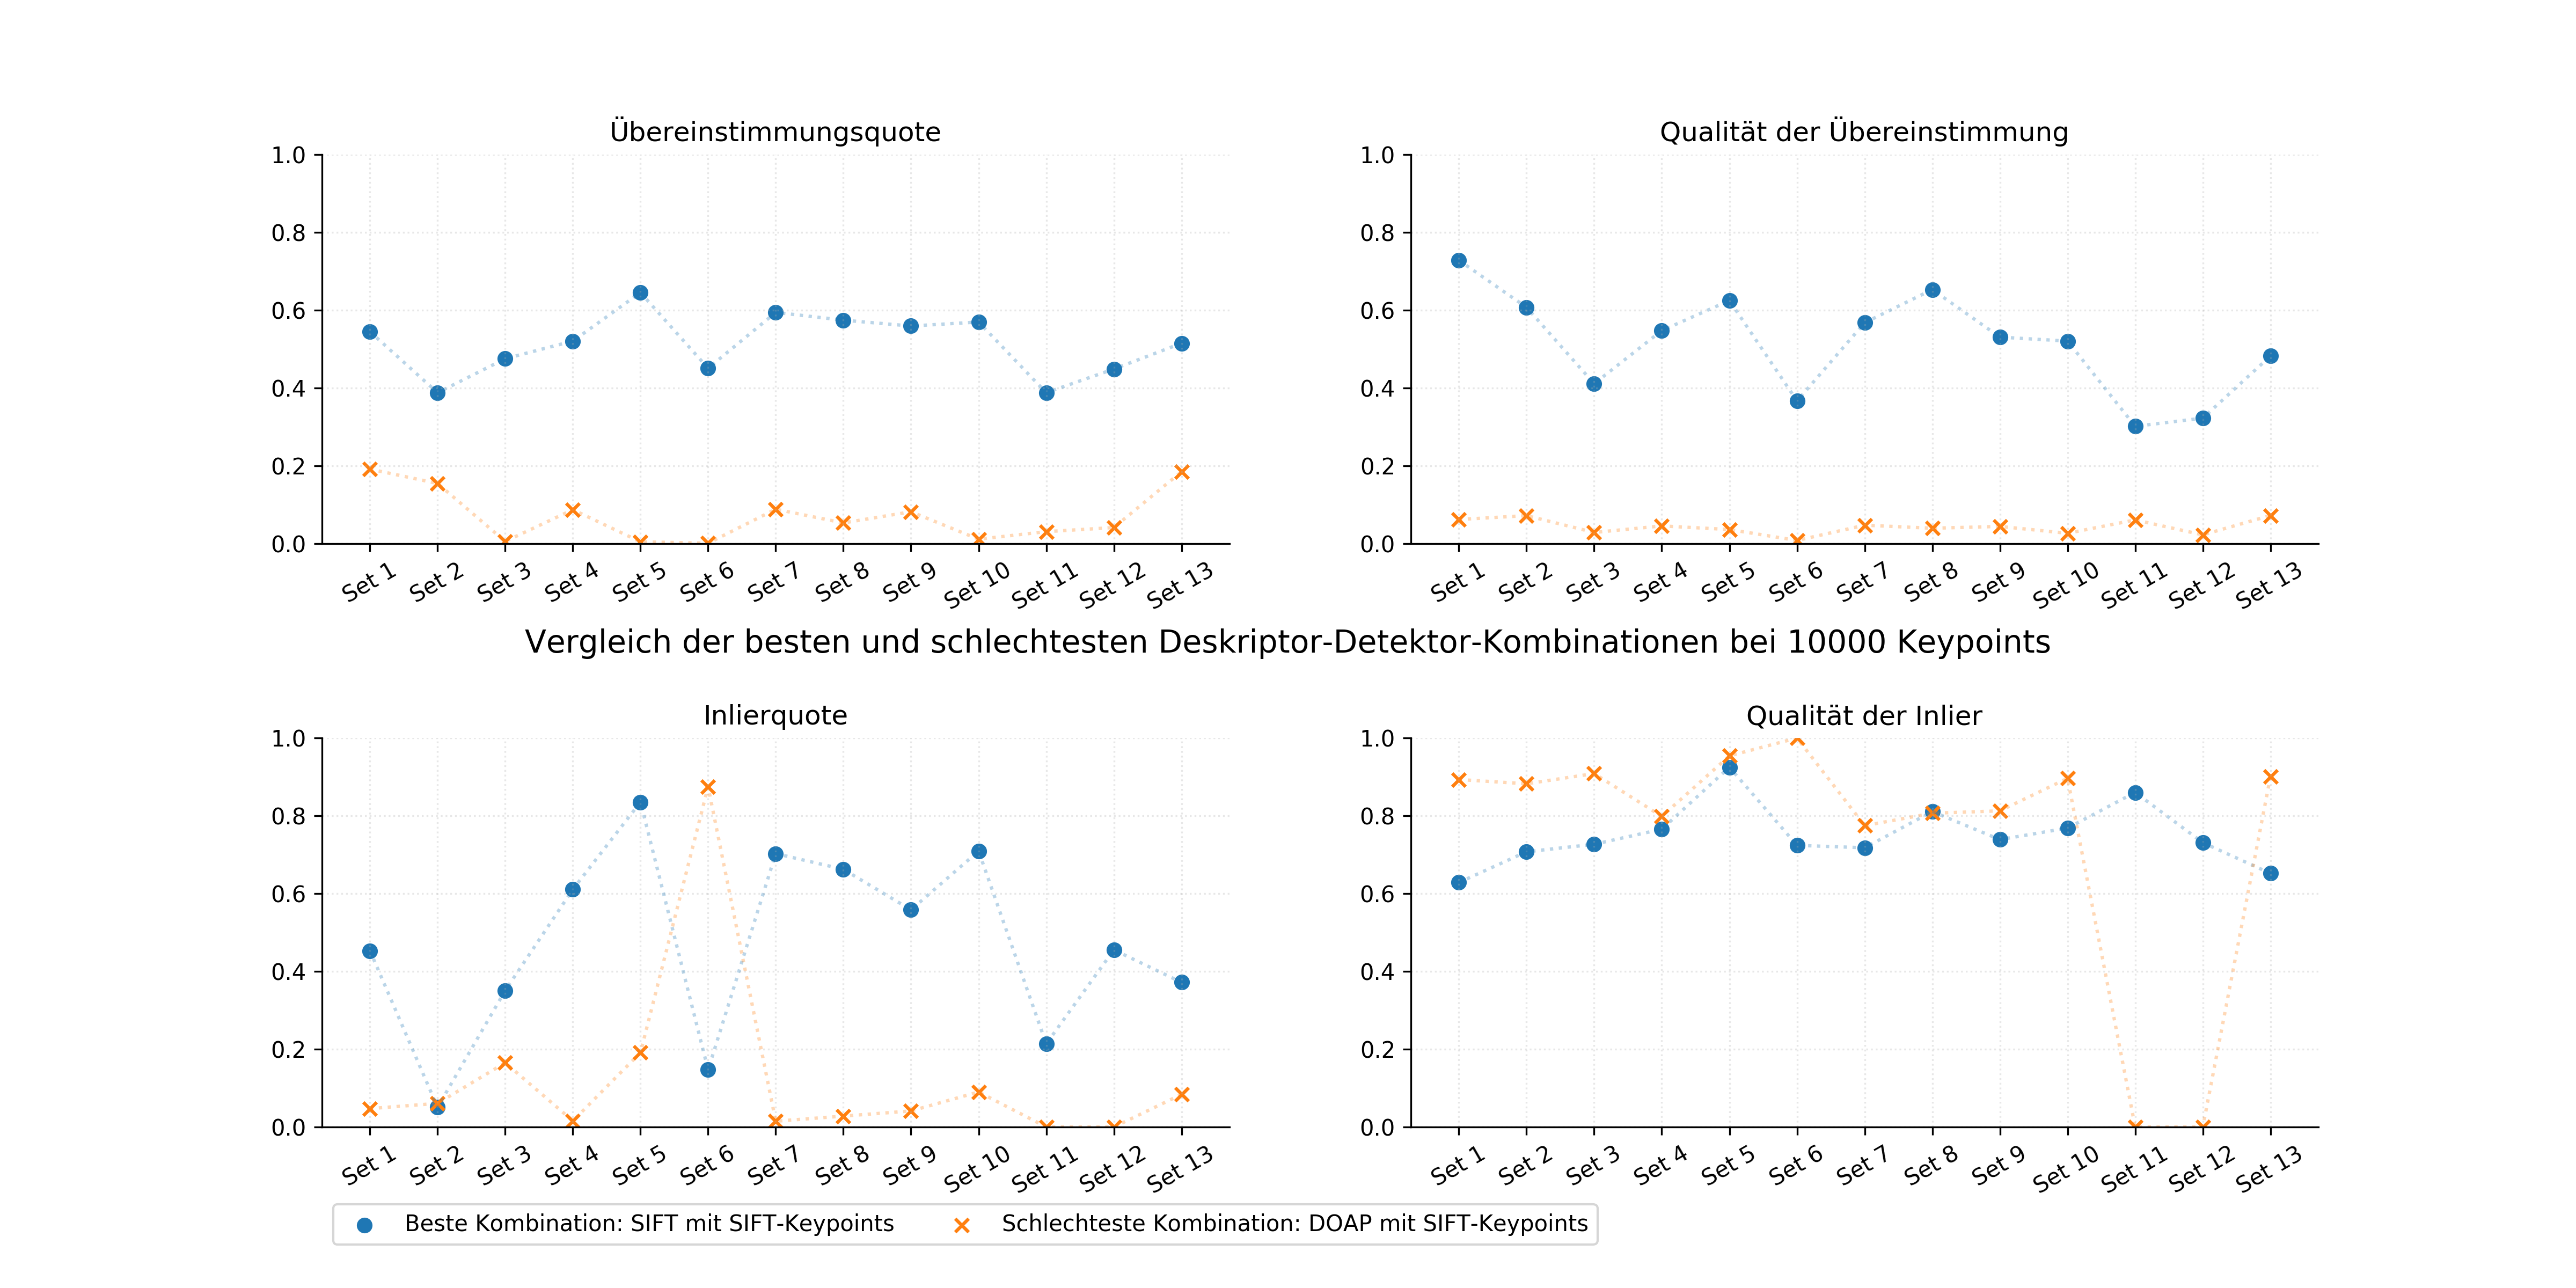 Übereinstimmungsquote
1.0
0.8
0.6
0.4
0.2
0.0
Set 1 Set 2 Set 3 Set 4 Set 5 Set 6 Set 7 Set 8 Set 9 Set 10 Set 11 Set 12 Set 13
Qualität der Übereinstimmung
1.0
0.8
0.6
0.4
0.2
0.0
Set 1 Set 2 Set 3 Set 4 Set 5 Set 6 Set 7 Set 8 Set 9 Set 10 Set 11 Set 12 Set 13
Vergleich der besten und schlechtesten Deskriptor-Detektor-Kombinationen bei 10000 Keypoints
Inlierquote
1.0
0.8
0.6
0.4
0.2
0.0
Set 1 Set 2 Set 3 Set 4 Set 5 Set 6 Set 7 Set 8 Set 9 Set 10 Set 11 Set 12 Set 13
Qualität der Inlier
1.0
0.8
0.6
0.4
0.2
0.0
Set 1 Set 2 Set 3 Set 4 Set 5 Set 6 Set 7 Set 8 Set 9 Set 10 Set 11 Set 12 Set 13
Beste Kombination: SIFT mit SIFT-Keypoints Schlechteste Kombination: DOAP mit SIFT-Keypoints